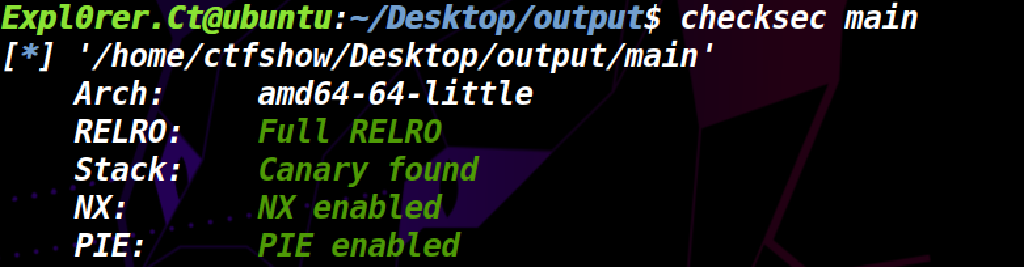 Expl0rer.Ct@ubuntu:~/Desktop/output$ checksec main
[*] '/home/ctfshow/Desktop/output/main'
    Arch:     amd64-64-little
    RELRO:    Full RELRO
    Stack:    Canary found
    NX:       NX enabled
    PIE:      PIE enabled